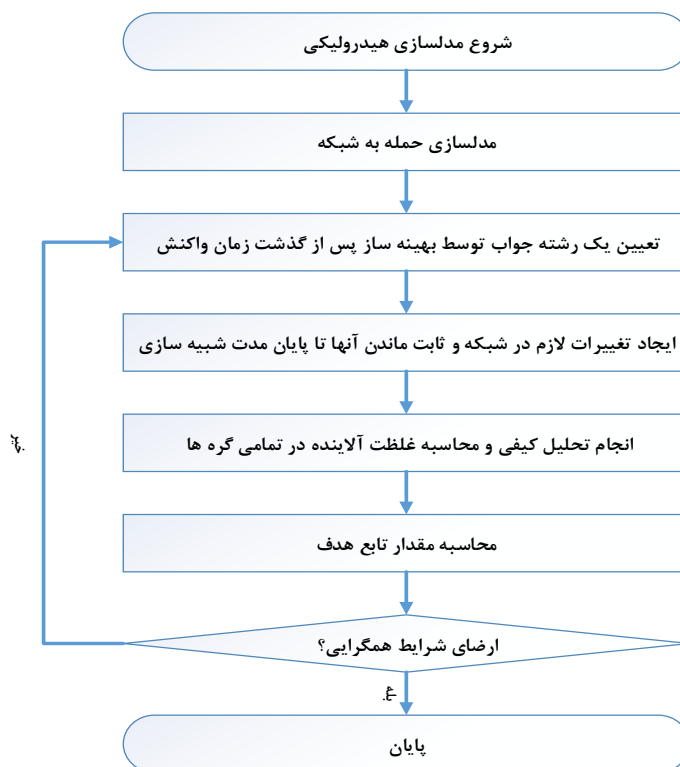 شروع مدلسازی هیدرولیکی
مدلسازی حمله به شبکه
تعیین یک رشته جواب توسط بهینه ساز پس از گذشت زمان واکنش
ایجاد تغییرات لازم در شبکه و ثابت ماندن آنها تا پایان مدت شبیه سازی
انجام تحلیل کیفی و محاسبه غلظت آلاینده در تمامی گره ها
محاسبه مقدار تابع هدف
ارضای شرایط همگرایی؟
خیر
بله
پایان